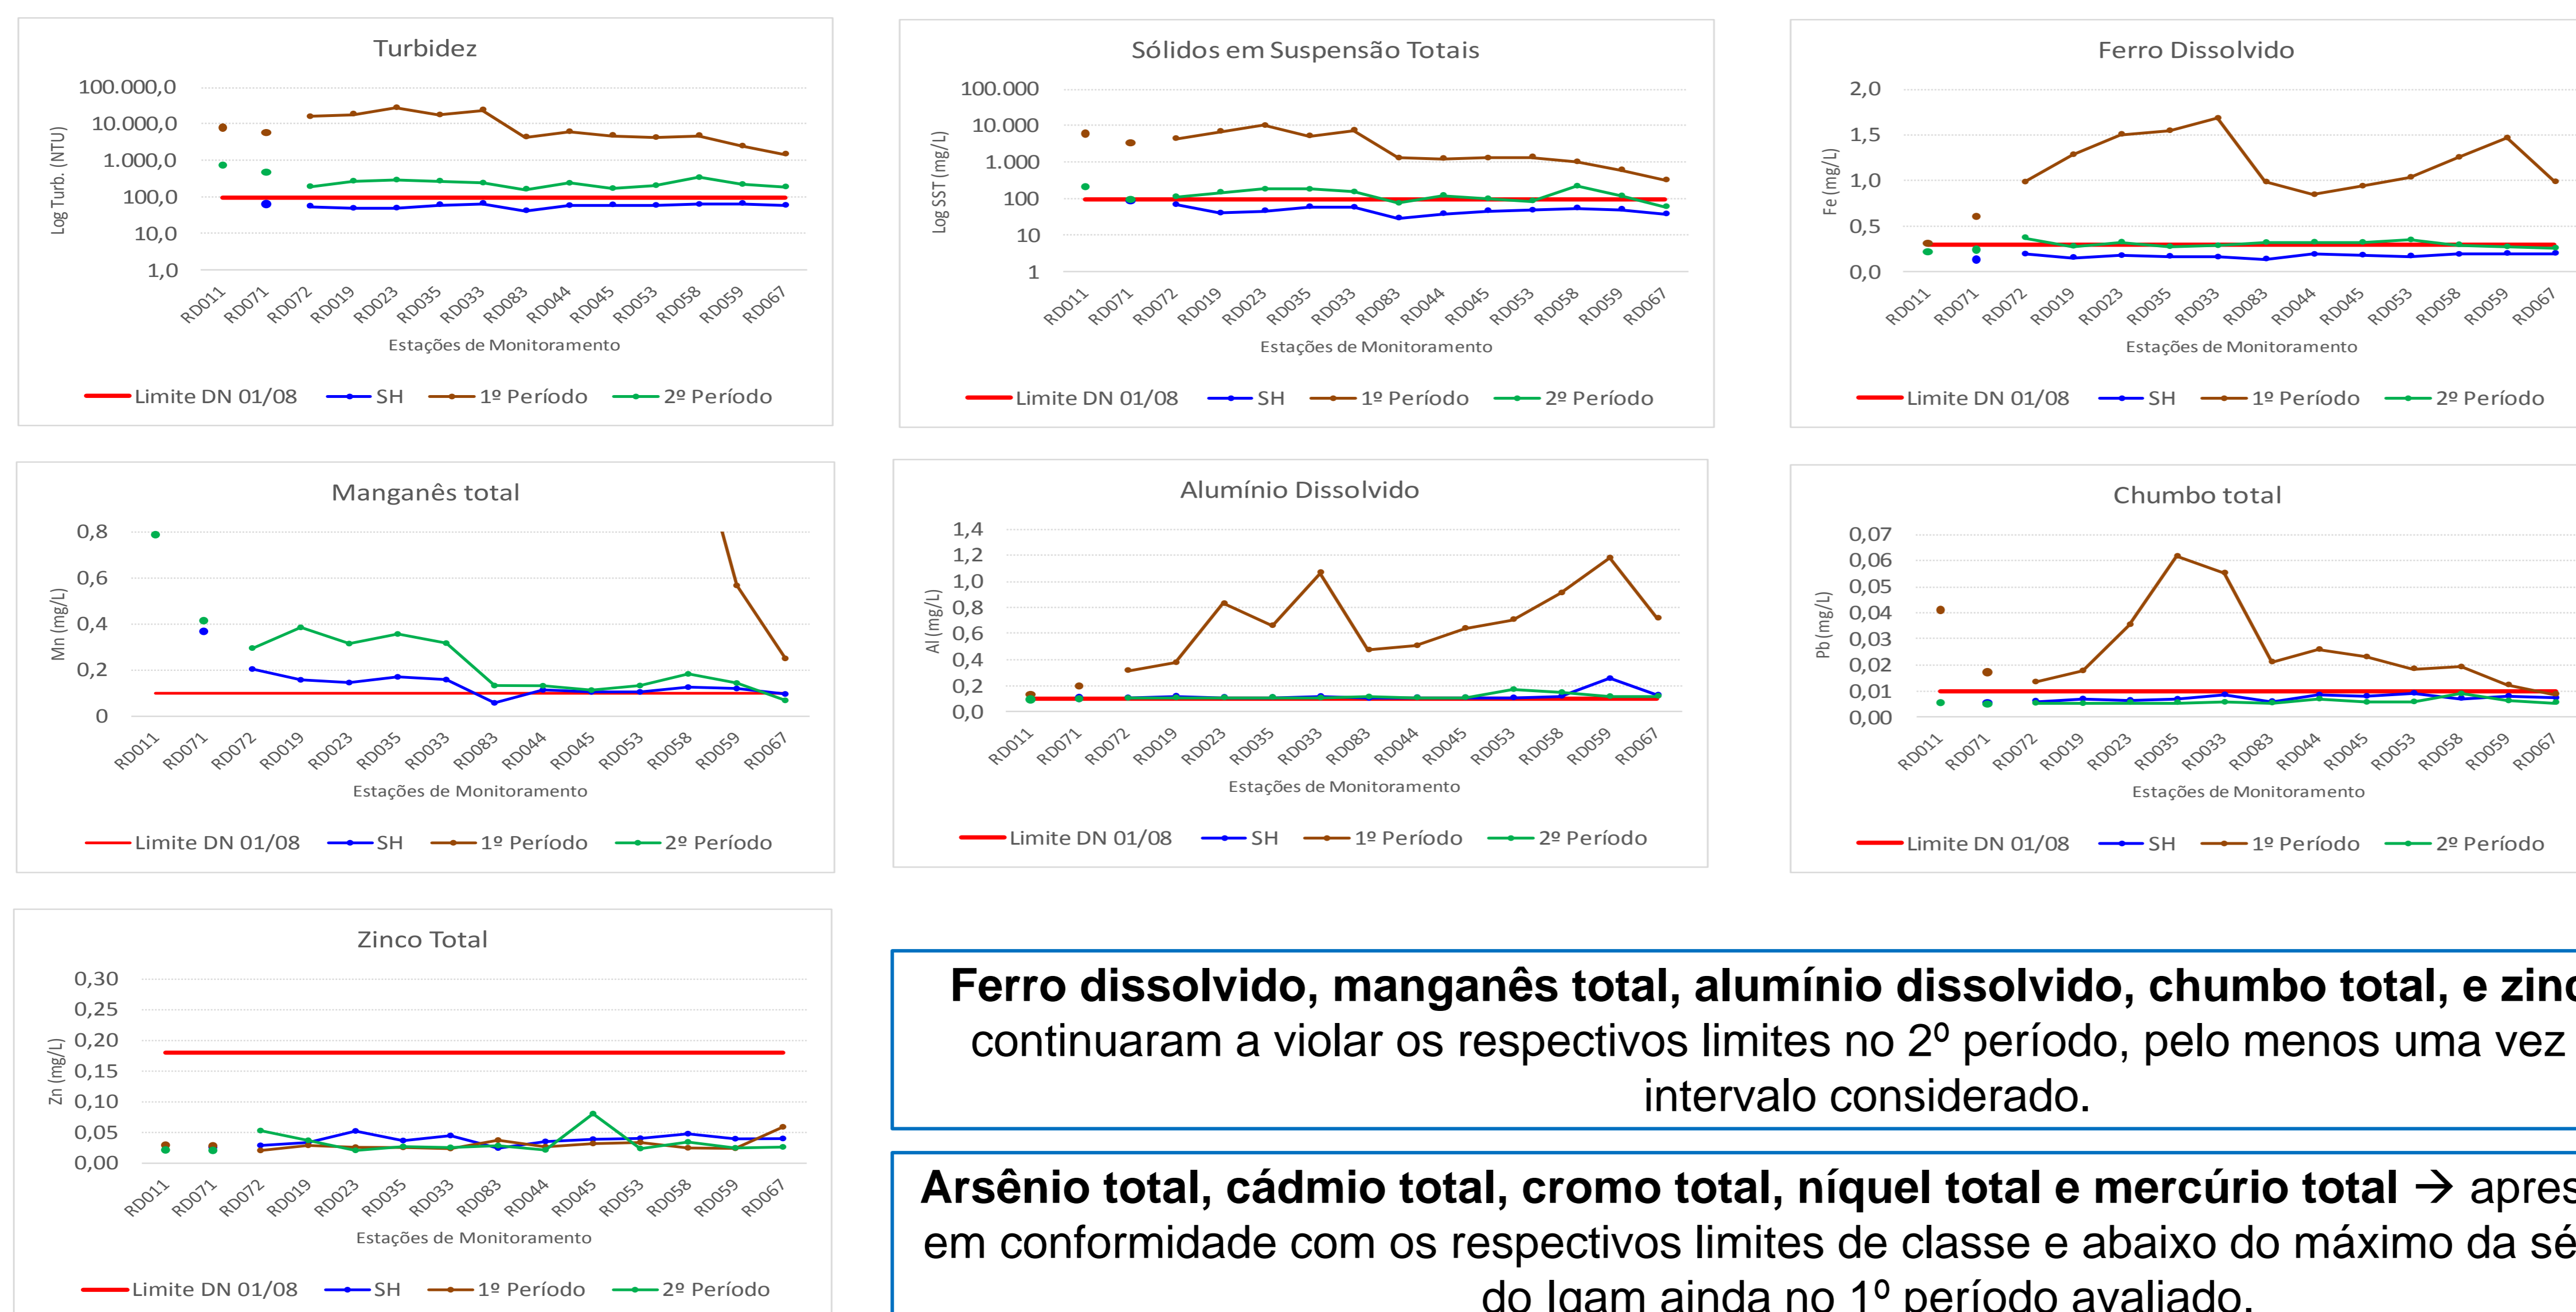 Turbidez
Log Turb. (NTU)
100.000,0
10.000,0
1.000,0
100,0
10,0
1,0
RD011 RD071 RD072 RD019 RD023 RD035 RD033 RD083 RD044 RD045 RD053 RD058 RD059 RD067
Estações de Monitoramento
Limite DN 01/08 SH 1º Período 2º Período
Sólidos em Suspensão Totais
Log SST (mg/L)
100.000
10.000
1.000
100
10
1
RD011 RD071 RD072 RD019 RD023 RD035 RD033 RD083 RD044 RD045 RD053 RD058 RD059 RD067
Estações de Monitoramento
Limite DN 01/08 SH 1º Período 2º Período
Ferro Dissolvido
Fe (mg/L)
2,0
1,5
1,0
0,5
0,0
RD011 RD071 RD072 RD019 RD023 RD035 RD033 RD083 RD044 RD045 RD053 RD058 RD059 RD067
Estações de Monitoramento
Limite DN 01/08 SH 1º Período 2º Período
Manganês total
Mn (mg/L)
0,8
0,6
0,4
0,2
0
RD011 RD071 RD072 RD019 RD023 RD035 RD033 RD083 RD044 RD045 RD053 RD058 RD059 RD067
Estações de Monitoramento
Limite DN 01/08 SH 1º Período 2º Período
Alumínio Dissolvido
Al (mg/L)
1,4
1,2
1,0
0,8
0,6
0,4
0,2
0,0
RD011 RD071 RD072 RD019 RD023 RD035 RD033 RD083 RD044 RD045 RD053 RD058 RD059 RD067
Estações de Monitoramento
Limite DN 01/08 SH 1º Período 2º Período
Chumbo total
Pb (mg/L)
0,07
0,06
0,05
0,04
0,03
0,02
0,01
0,00
RD011 RD071 RD072 RD019 RD023 RD035 RD033 RD083 RD044 RD045 RD053 RD058 RD059 RD067
Estações de Monitoramento
Limite DN 01/08 SH 1º Período 2º Período
Zinco Total
Zn (mg/L)
0,30
0,25
0,20
0,15
0,10
0,05
0,00
RD011 RD071 RD072 RD019 RD023 RD035 RD033 RD083 RD044 RD045 RD053 RD058 RD059 RD067
Estações de Monitoramento
Limite DN 01/08 SH 1º Período 2º Período
Ferro dissolvido, manganês total, alumínio dissolvido, chumbo total, e
continuaram a violar os respectivos limites no 2º período, pelo menos uma vez
intervalo considerado.
Arsênio total, cádmio total, cromo total, níquel total e mercúrio total →
em conformidade com os respectivos limites de classe e abaixo do máximo da
do Igam ainda no 1º período avaliado.